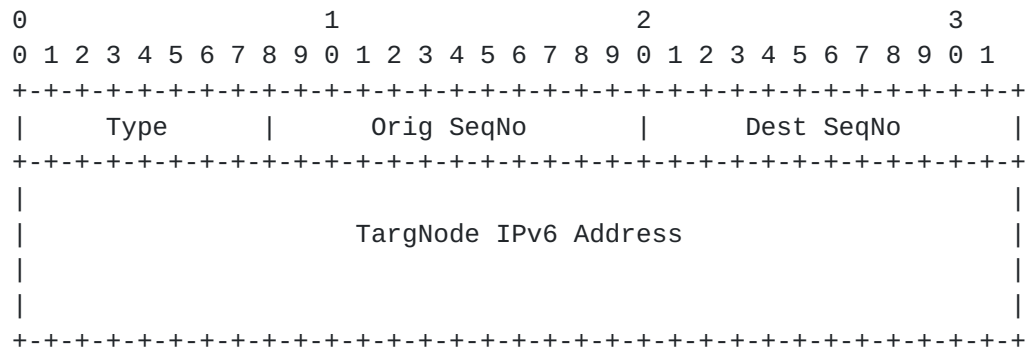 0                   1                   2                   3
0 1 2 3 4 5 6 7 8 9 0 1 2 3 4 5 6 7 8 9 0 1 2 3 4 5 6 7 8 9 0 1
+-+-+-+-+-+-+-+-+-+-+-+-+-+-+-+-+-+-+-+-+-+-+-+-+-+-+-+-+-+-+-+-+
|     Type      |      Orig SeqNo       |      Dest SeqNo       |
+-+-+-+-+-+-+-+-+-+-+-+-+-+-+-+-+-+-+-+-+-+-+-+-+-+-+-+-+-+-+-+-+
|                                                               |
|                     TargNode IPv6 Address                     |
|                                                               |
|                                                               |
+-+-+-+-+-+-+-+-+-+-+-+-+-+-+-+-+-+-+-+-+-+-+-+-+-+-+-+-+-+-+-+-+